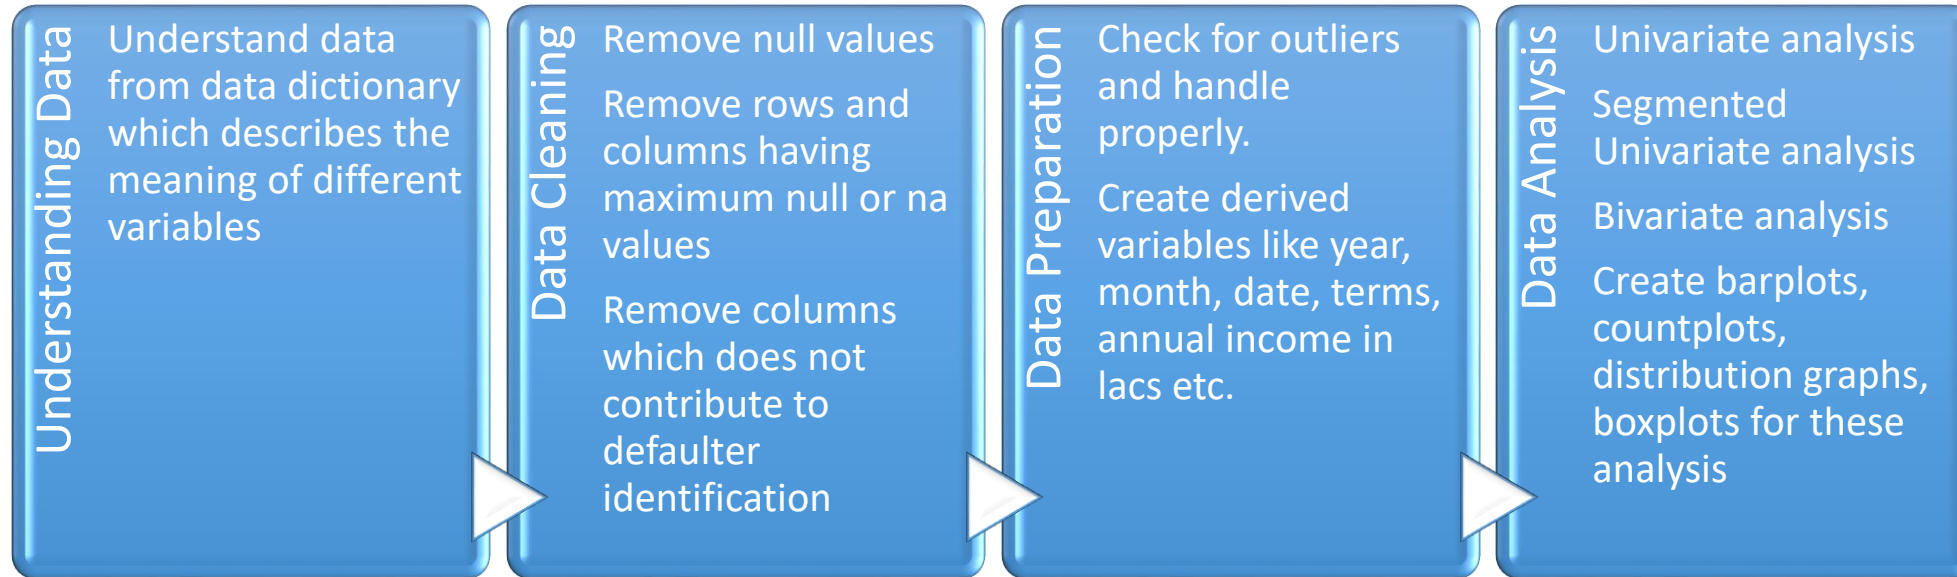 Understanding Data
Understand data
from data dictionary
which describes the
meaning of different
variables
Data Cleaning
Remove null values
Remove rows and
columns having
maximum null or na
values
Remove columns
which does not
contribute to
defaulter
identification
Data Preparation
Check for outliers
and handle
properly.
Create derived
variables like year,
month, date, terms,
annual income in
lacs etc.
Data Analysis
Univariate analysis
Segmented
Univariate analysis
Bivariate analysis
Create barplots,
countplots,
distribution graphs,
boxplots for these
analysis